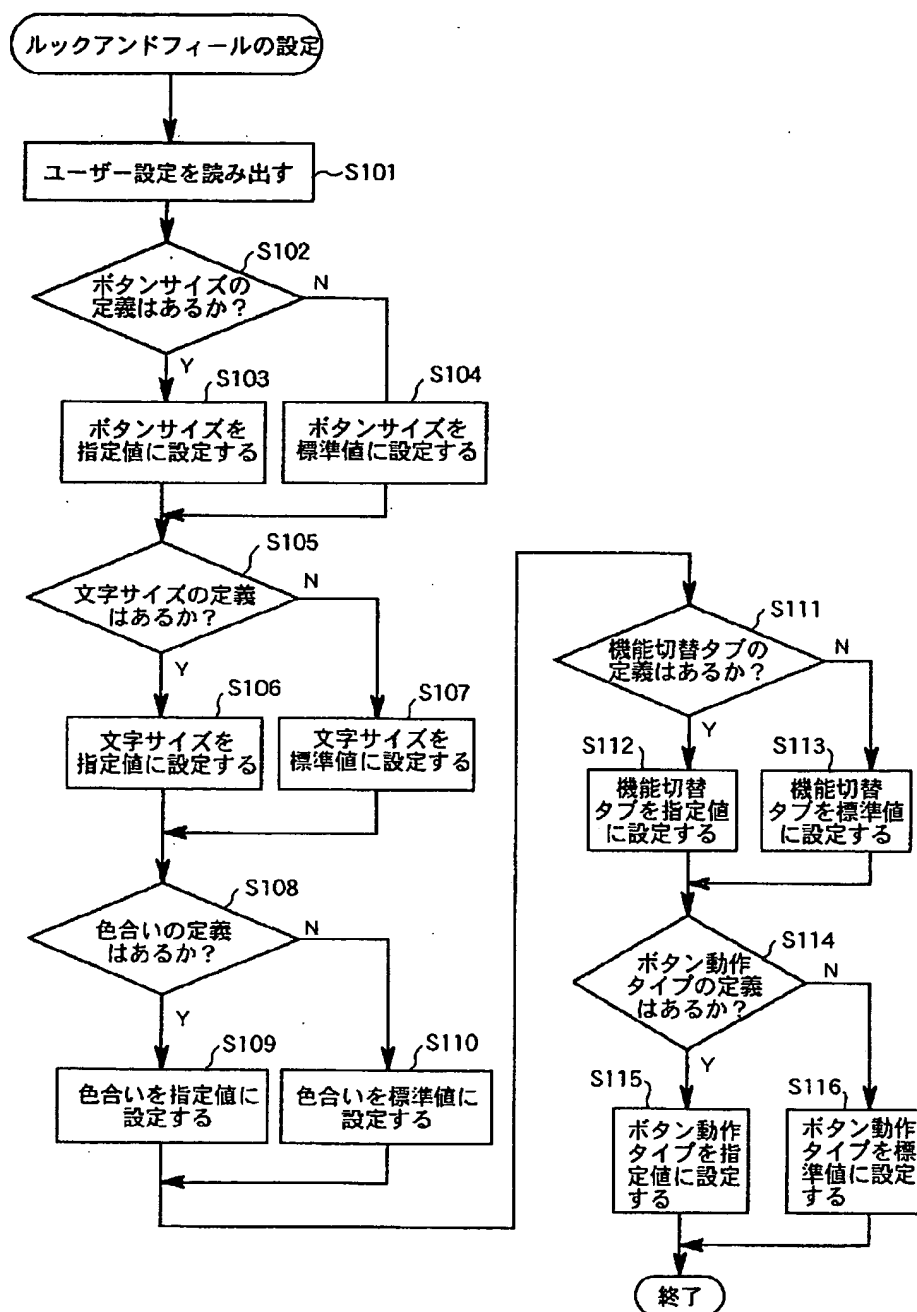 ルックアンドフィールの設定
ユーザー設定を読み出す
S101
S102
ボタンサイズの
定義はあるか？
N
Y
S103
ボタンサイズを
指定値に設定する
S104
ボタンサイズを
標準値に設定する
S105
文字サイズの定義
はあるか？
N
Y
S106
文字サイズを
指定値に設定する
S107
文字サイズを
標準値に設定する
S108
色合いの定義
はあるか？
N
Y
S109
色合いを指定値に
設定する
S110
色合いを標準値に
設定する
S111
機能切替タブの
定義はあるか？
N
Y
S112
機能切替
タブを指定値
に設定する
S113
機能切替
タブを標準値
に設定する
S114
ボタン動作
タイプの定義
はあるか？
N
Y
S115
ボタン動作
タイプを指
定値に設定
する
S116
ボタン動作
タイプを標
準値に設定
する
終了